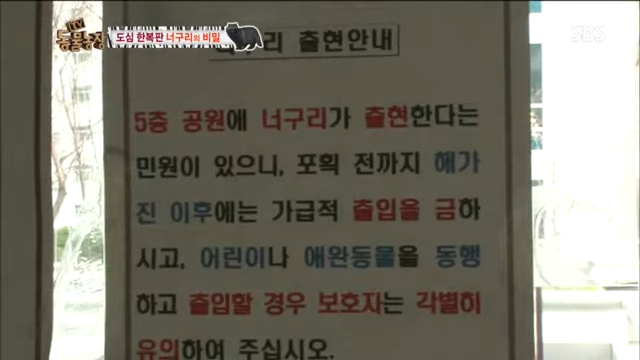 TV
동물농장
도심 한복판 너구리의 비밀
SBS
너구리 출현안내
5층 공원에 너구리가 출현한다는
민원이 있으니, 포획 전까지 해가
진 이후에는 가급적 출입을 금하
시고, 어린이나 애완동물을 동행
하고 출입할 경우 보호자는 각별히
유의하여 주십시오.